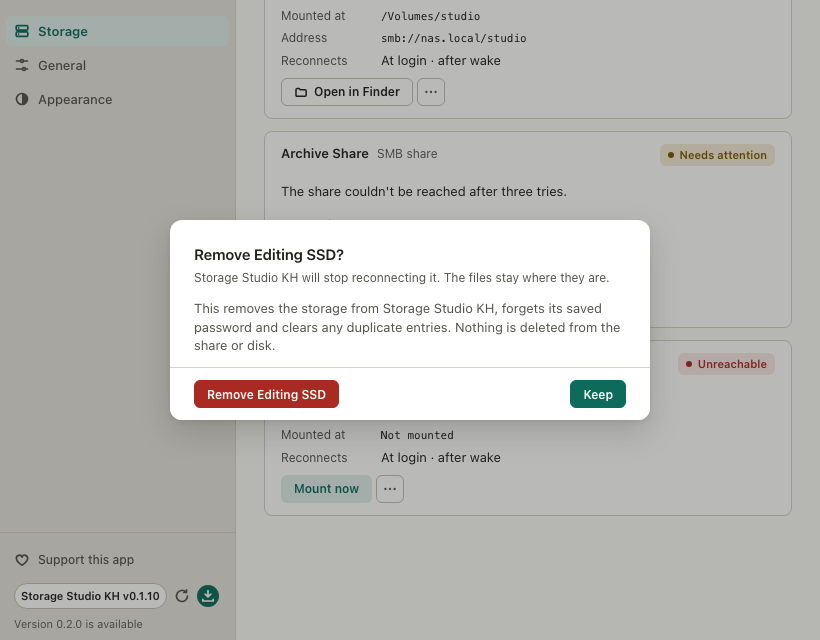 Storage
General
Appearance
Mounted at /Volumes/studio
Address smb://nas.local/studio
Reconnects At login · after wake
Open in Finder ···
Archive Share SMB share Needs attention
The share couldn't be reached after three tries.
Remove Editing SSD?
Storage Studio KH will stop reconnecting it. The files stay where they are.
This removes the storage from Storage Studio KH, forgets its saved
password and clears any duplicate entries. Nothing is deleted from the
share or disk.
Remove Editing SSD Keep
Unreachable
Mounted at Not mounted
Reconnects At login · after wake
Mount now ···
Support this app
Storage Studio KH v0.1.10
Version 0.2.0 is available